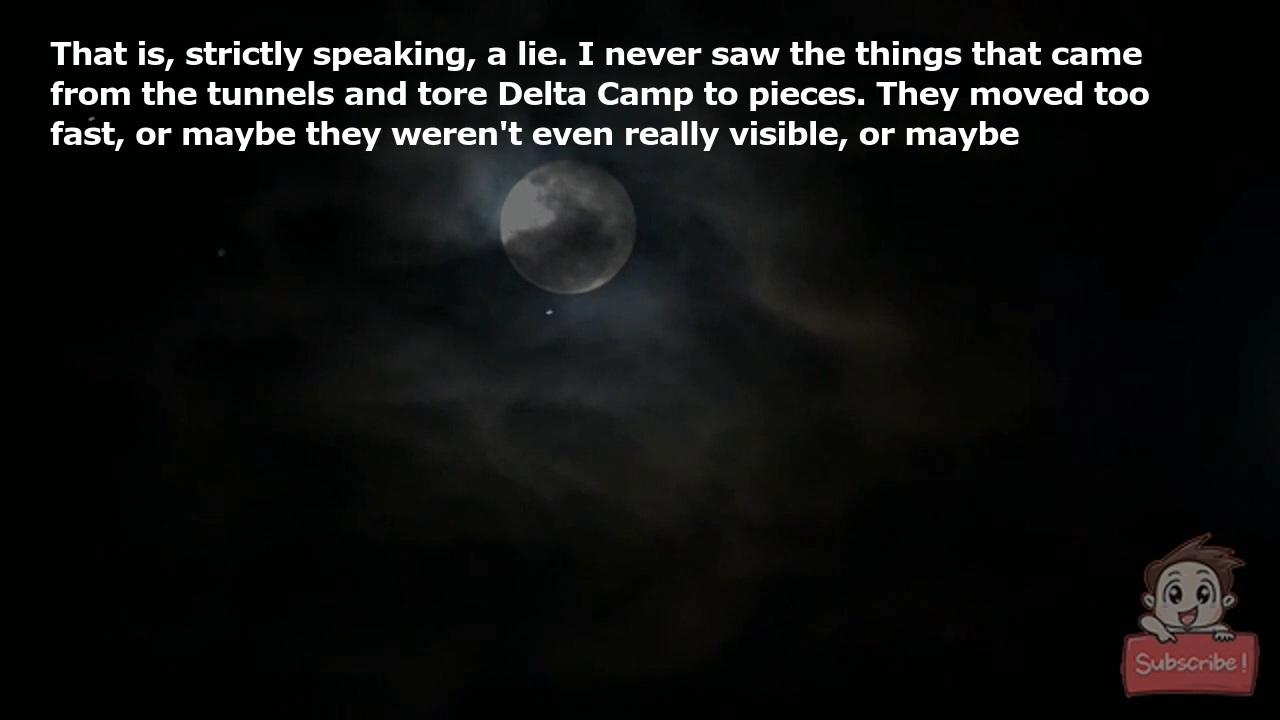 That is, strictly speaking, a lie. I never saw the things that came
from the tunnels and tore Delta Camp to pieces. They moved too
fast, or maybe they weren't even really visible, or maybe
Subscribe!